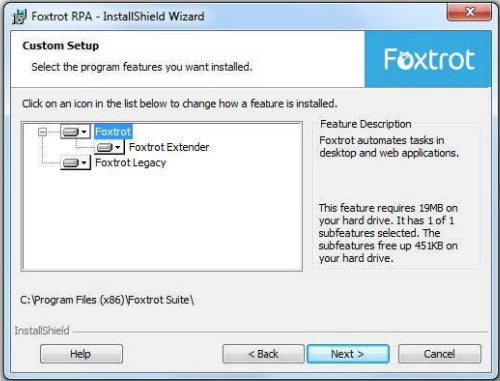 Foxtrot RPA - InstallShield Wizard
Custom Setup
Select the program features you want installed.
Foxtrot
Click on an icon in the list below to change how a feature is installed.
Foxtrot
Foxtrot Extender
Foxtrot Legacy
Feature Description
Foxtrot automates tasks in
desktop and web applications.
This feature requires 19MB on
your hard drive. It has 1 of 1
subfeatures selected. The
subfeatures free up 451KB on
your hard drive.
C:\Program Files (x86)\Foxtrot Suite\
InstallShield
Help
< Back
Next >
Cancel